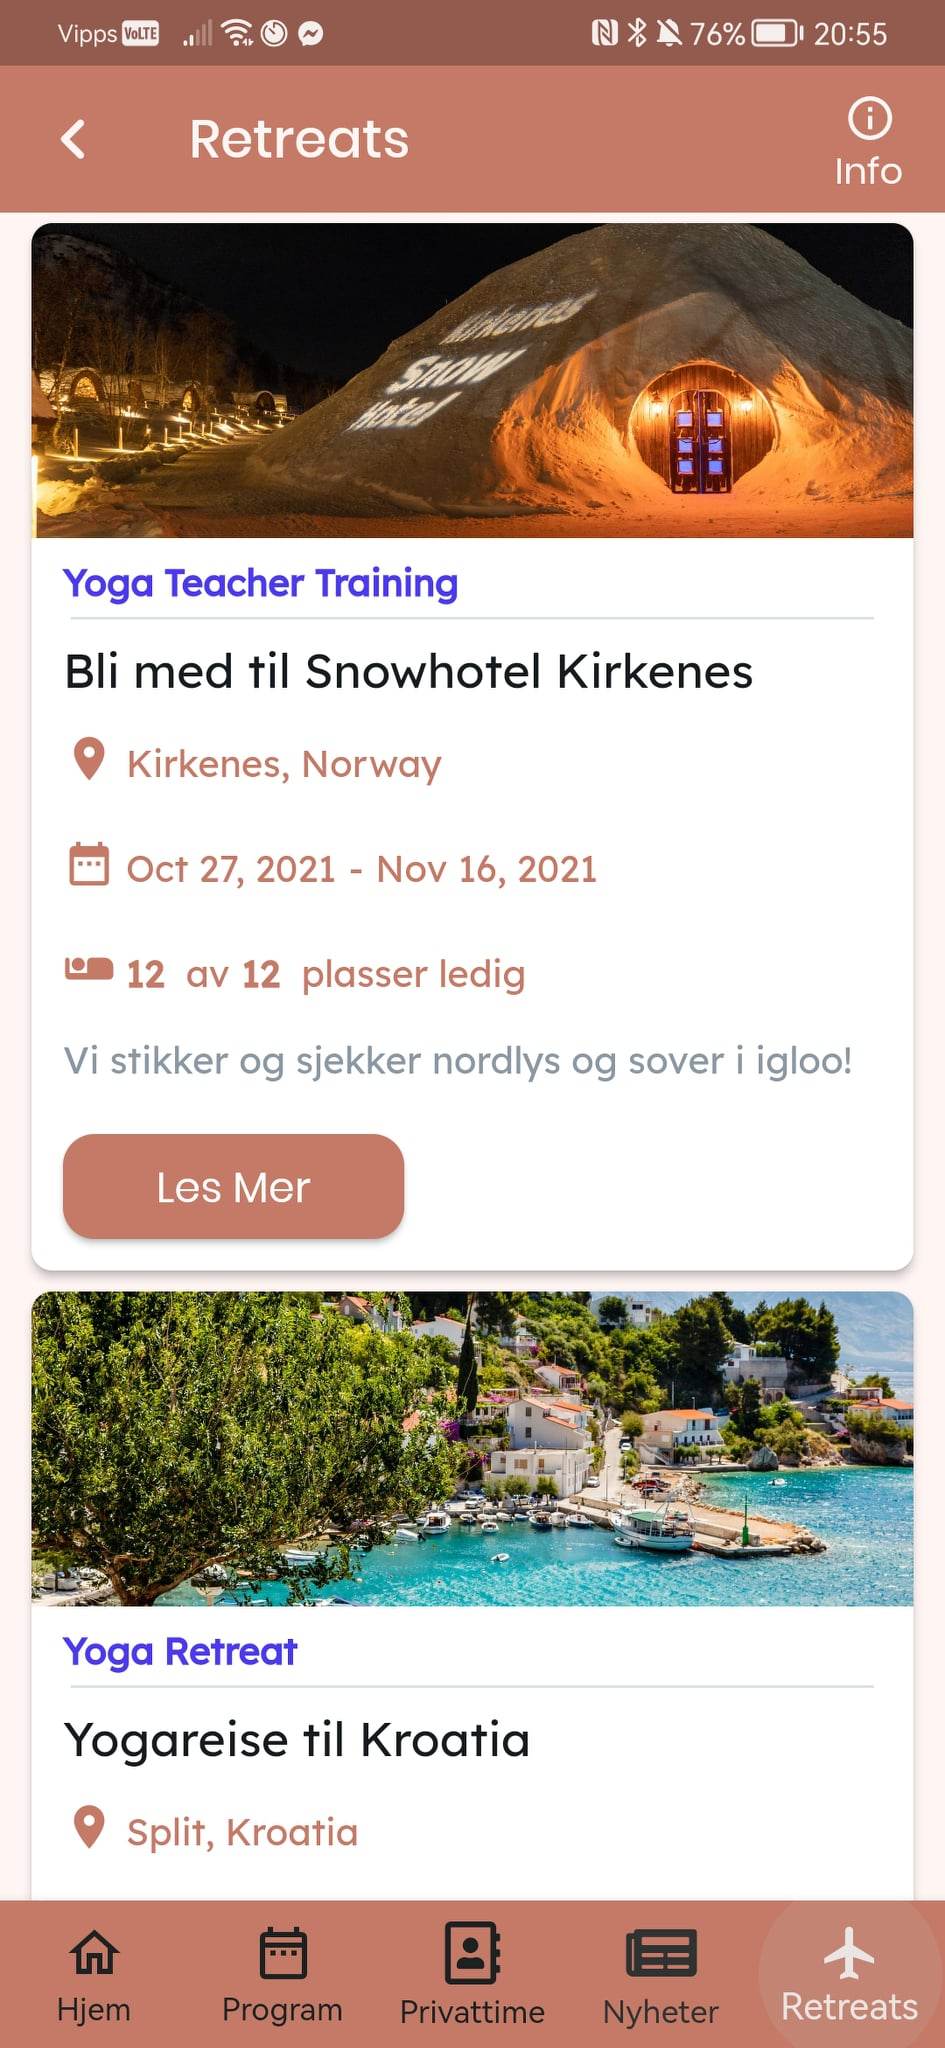 Vipps VoLTE 76% 20:55
Retreats
Info
Kirkenes
Snow
Hotel
Yoga Teacher Training
Bli med til Snowhotel Kirkenes
Kirkenes, Norway
Oct 27, 2021 - Nov 16, 2021
12 av 12 plasser ledig
Vi stikker og sjekker nordlys og sover i igloo!
Les Mer
Yoga Retreat
Yogareise til Kroatia
Split, Kroatia
Hjem Program Privattime Nyheter Retreats